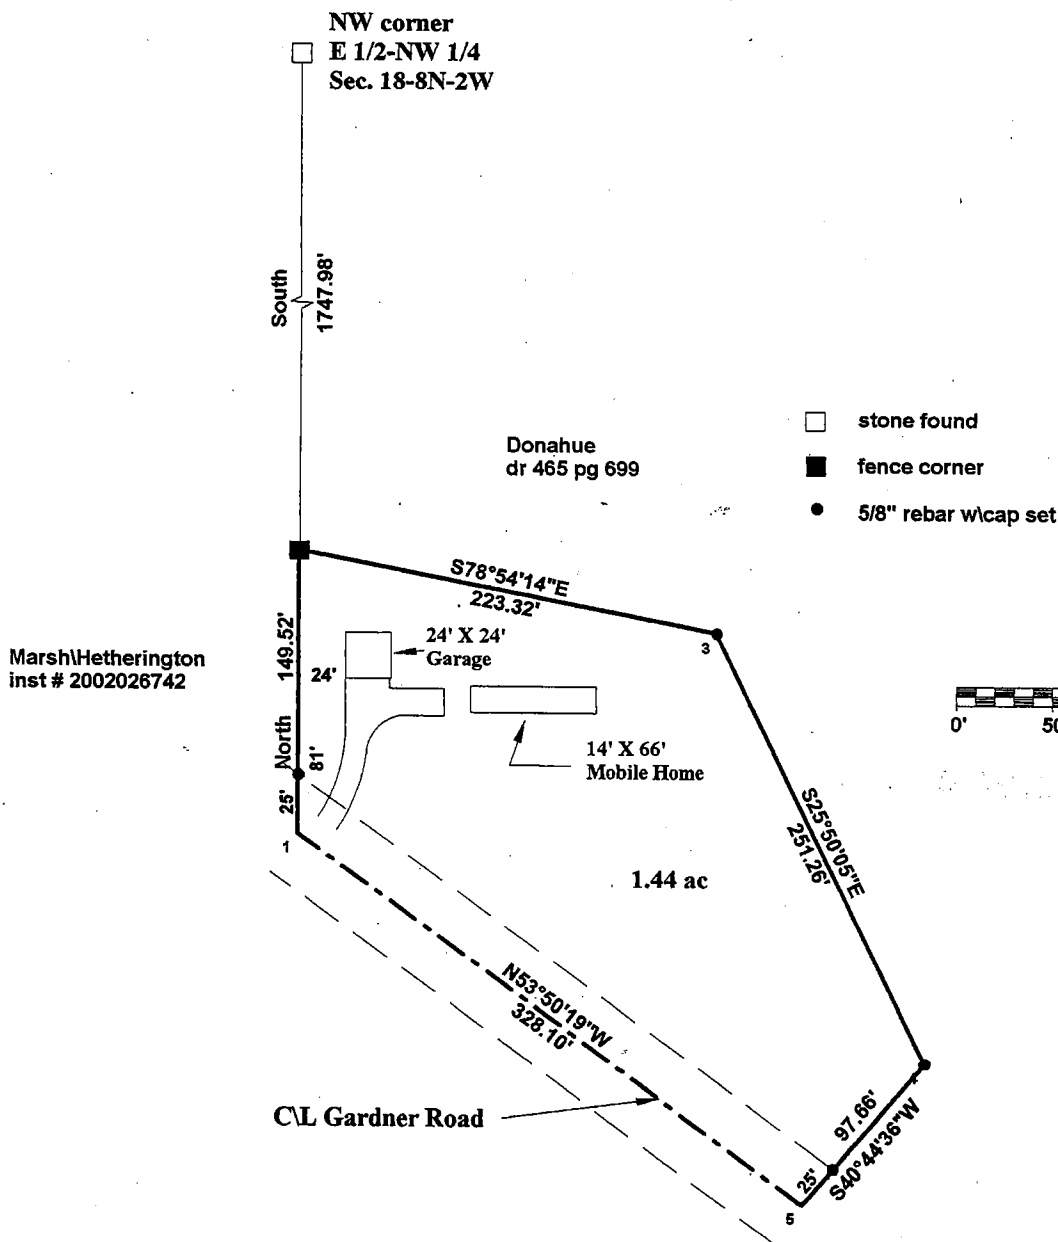 NW corner
E 1/2-NW 1/4
Sec. 18-8N-2W
South
1747.98'
stone found
fence corner
5/8" rebar w\cap set
Donahue
dr 465 pg 699
S78°54'14"E
223.32'
3
Marsh\Hetherington
inst # 2002026742
149.52'
North
24'
81'
25'
1
24' X 24'
Garage
14' X 66'
Mobile Home
0'
50
S25°50'05"E
251.26'
1.44 ac
N53°50'19"W
328.10'
C\L Gardner Road
4
97.66'
S40°44'36"W
25'
5